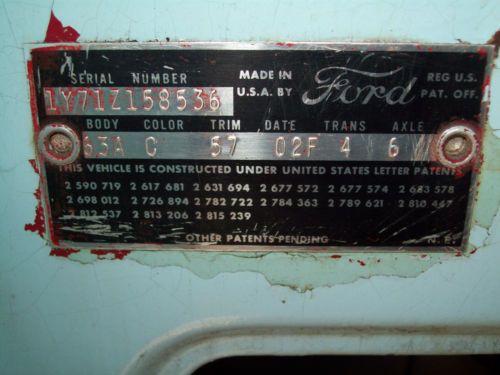 SERIAL NUMBER MADE IN Ford REG U.S.
1Y71Z158536 U.S.A. BY PAT. OFF.
BODY COLOR TRIM DATE TRANS AXLE
63A C 57 02F 4 6
THIS VEHICLE IS CONSTRUCTED UNDER UNITED STATES LETTER PATENTS
2 590 719 2 617 681 2 631 694 2 677 572 2 677 574 2 683 578
2 698 012 2 726 894 2 782 722 2 784 363 2 789 621 2 810 447
2 812 537 2 813 206 2 815 239
OTHER PATENTS PENDING N. E.